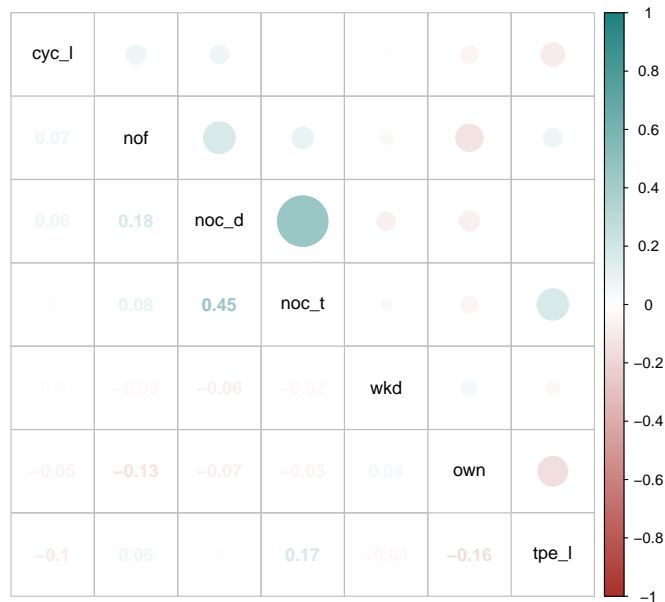 cyc_l
0.07 nof
0.06 0.18 noc_d
0.08 0.45 noc_t
−0.03 −0.06 −0.02 wkd
−0.05 −0.13 −0.07 −0.05 0.04 own
−0.1 0.06 0 0.17 −0.04 −0.16 tpe_l
1
0.8
0.6
0.4
0.2
0
−0.2
−0.4
−0.6
−0.8
−1